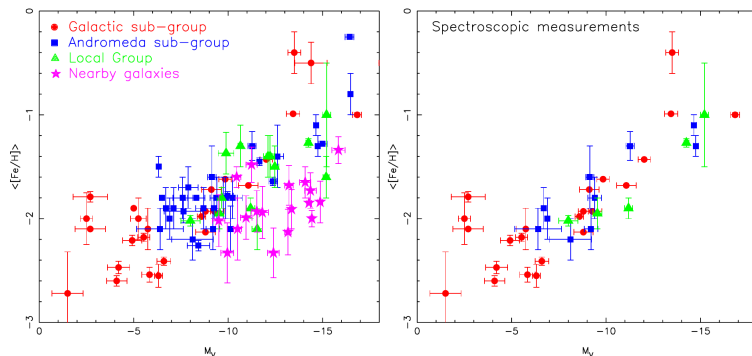 Galactic sub-group
Andromeda sub-group
Local Group
Nearby galaxies
Spectroscopic measurements
0
-1
-2
-3
<[Fe/H]>
0
-5
-10
-15
M_V
0
-1
-2
-3
<[Fe/H]>
0
-5
-10
-15
M_V